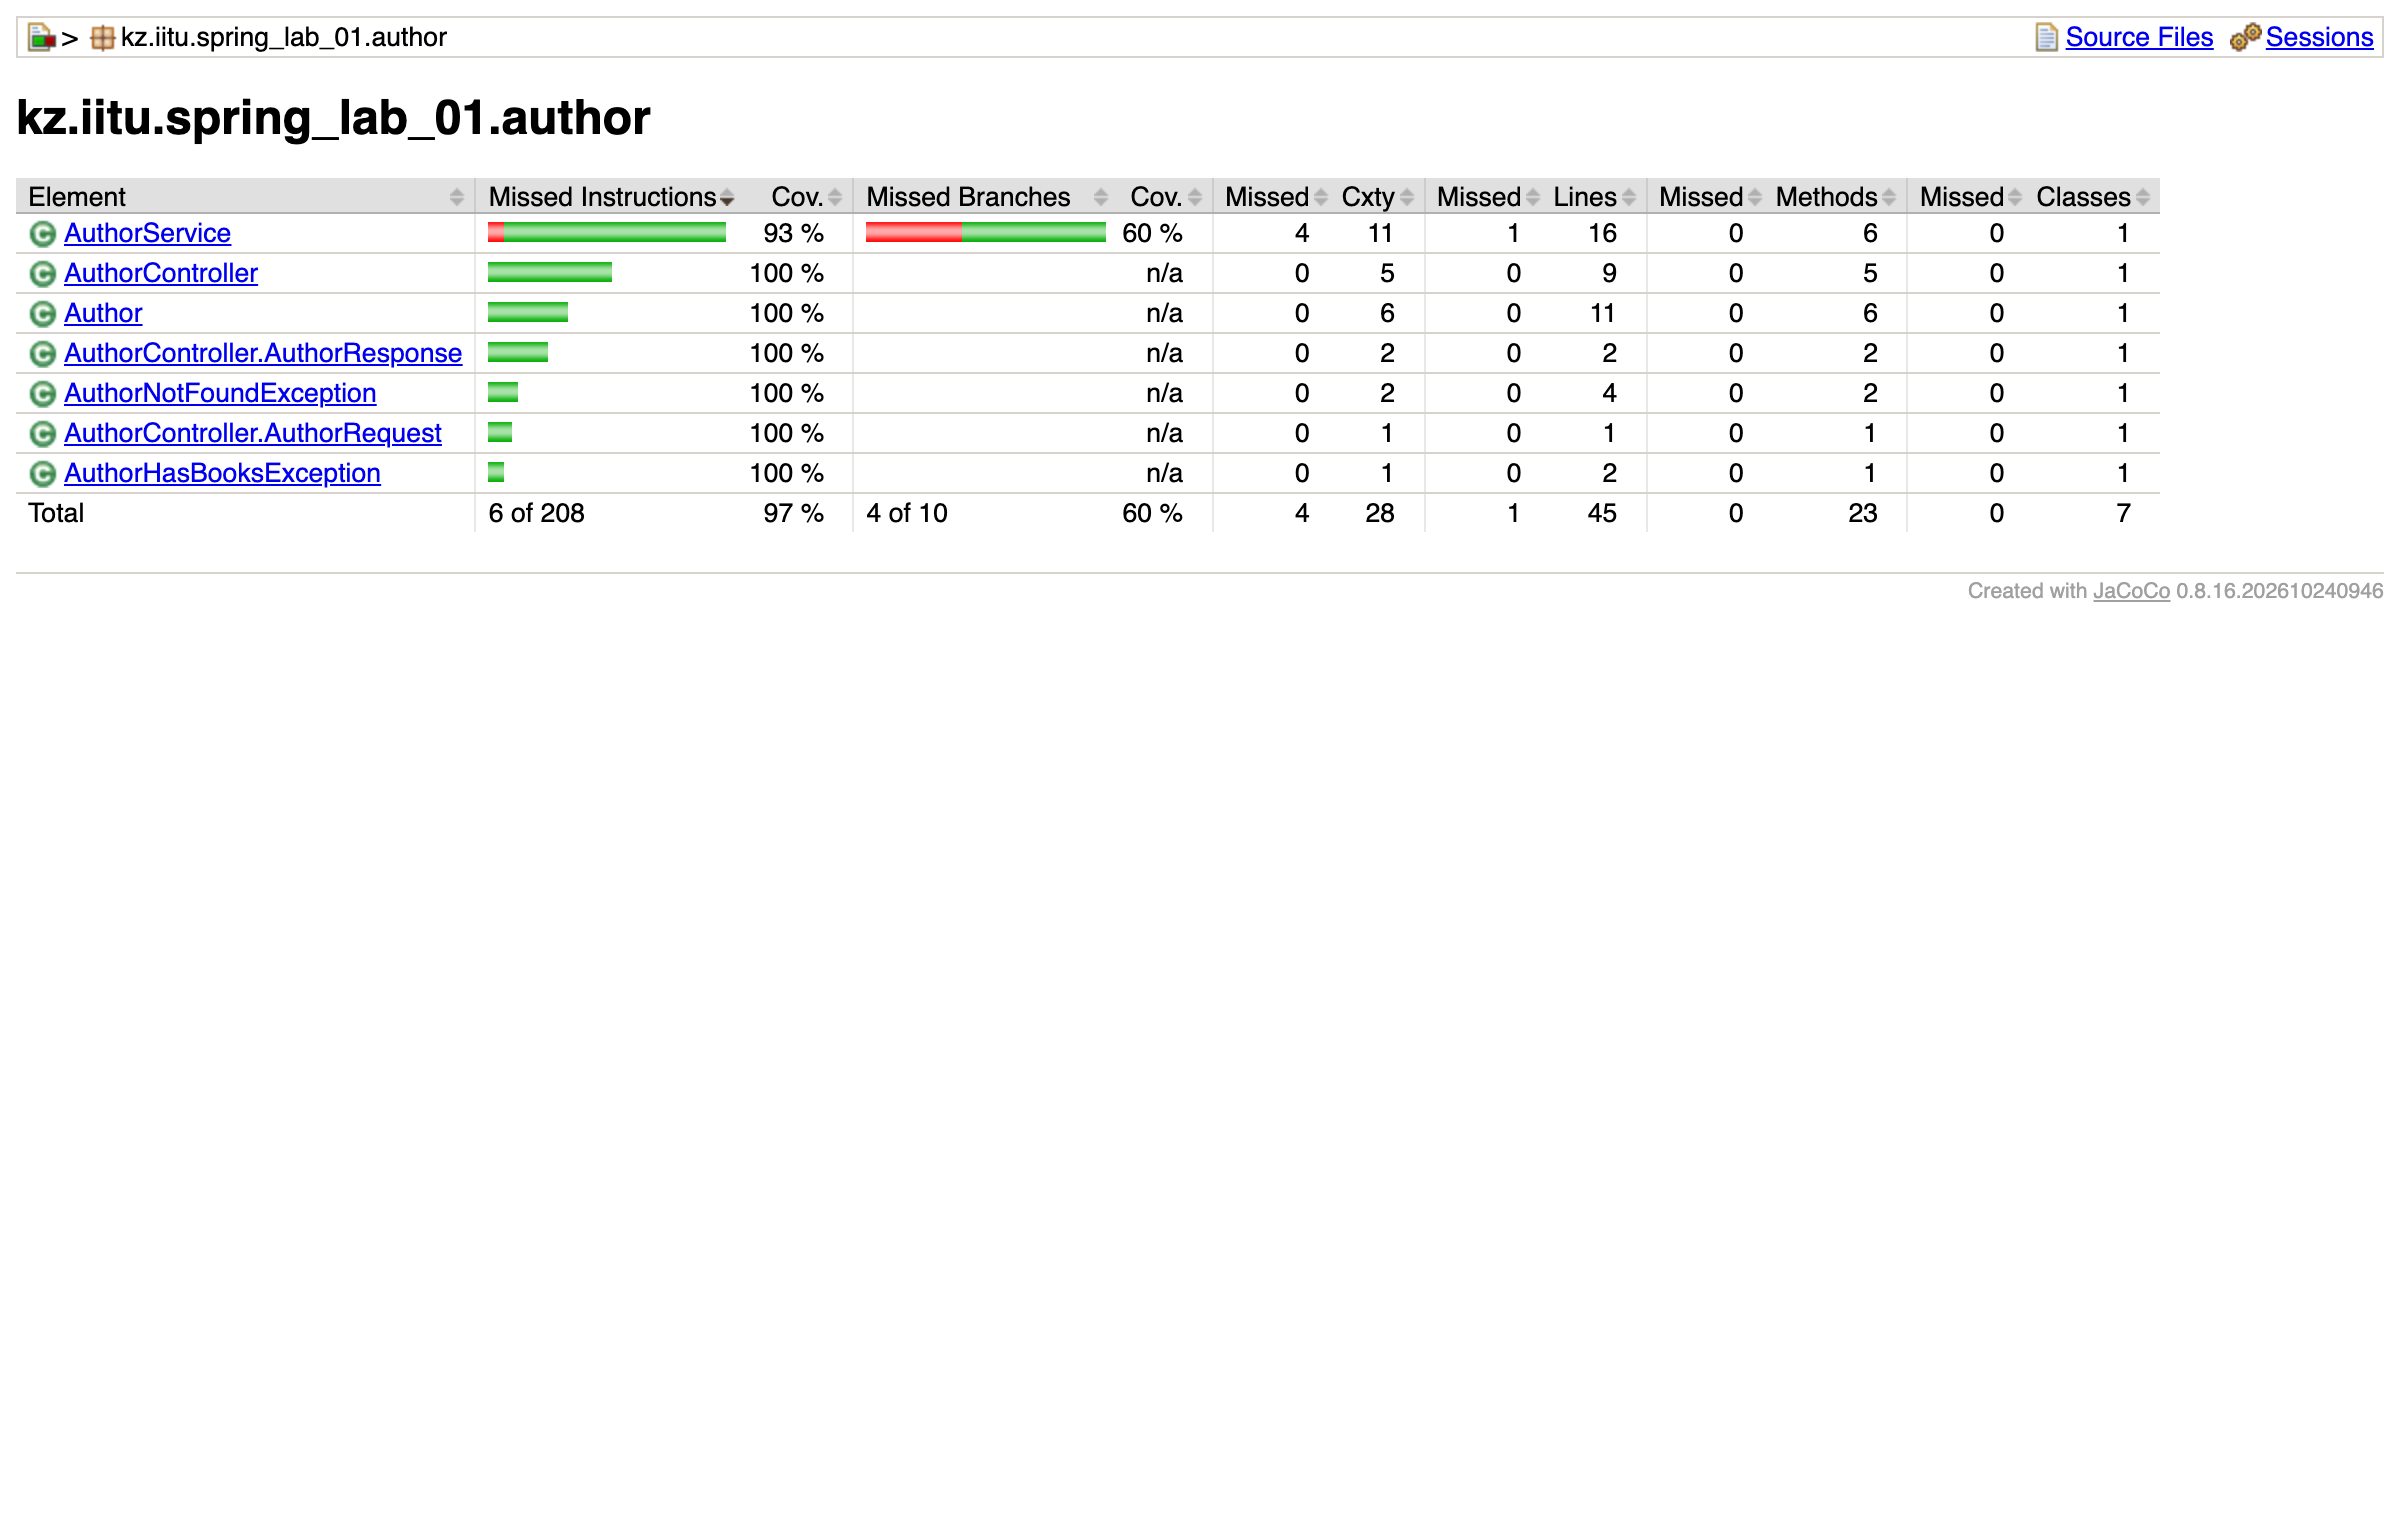 > kz.iitu.spring_lab_01.author Source Files Sessions
kz.iitu.spring_lab_01.author
Element Missed Instructions Cov. Missed Branches Cov. Missed Cxty Missed Lines Missed Methods Missed Classes
AuthorService 93 % 60 % 4 11 1 16 0 6 0 1
AuthorController 100 % n/a 0 5 0 9 0 5 0 1
Author 100 % n/a 0 6 0 11 0 6 0 1
AuthorController.AuthorResponse 100 % n/a 0 2 0 2 0 2 0 1
AuthorNotFoundException 100 % n/a 0 2 0 4 0 2 0 1
AuthorController.AuthorRequest 100 % n/a 0 1 0 1 0 1 0 1
AuthorHasBooksException 100 % n/a 0 1 0 2 0 1 0 1
Total 6 of 208 97 % 4 of 10 60 % 4 28 1 45 0 23 0 7
Created with JaCoCo 0.8.16.202610240946